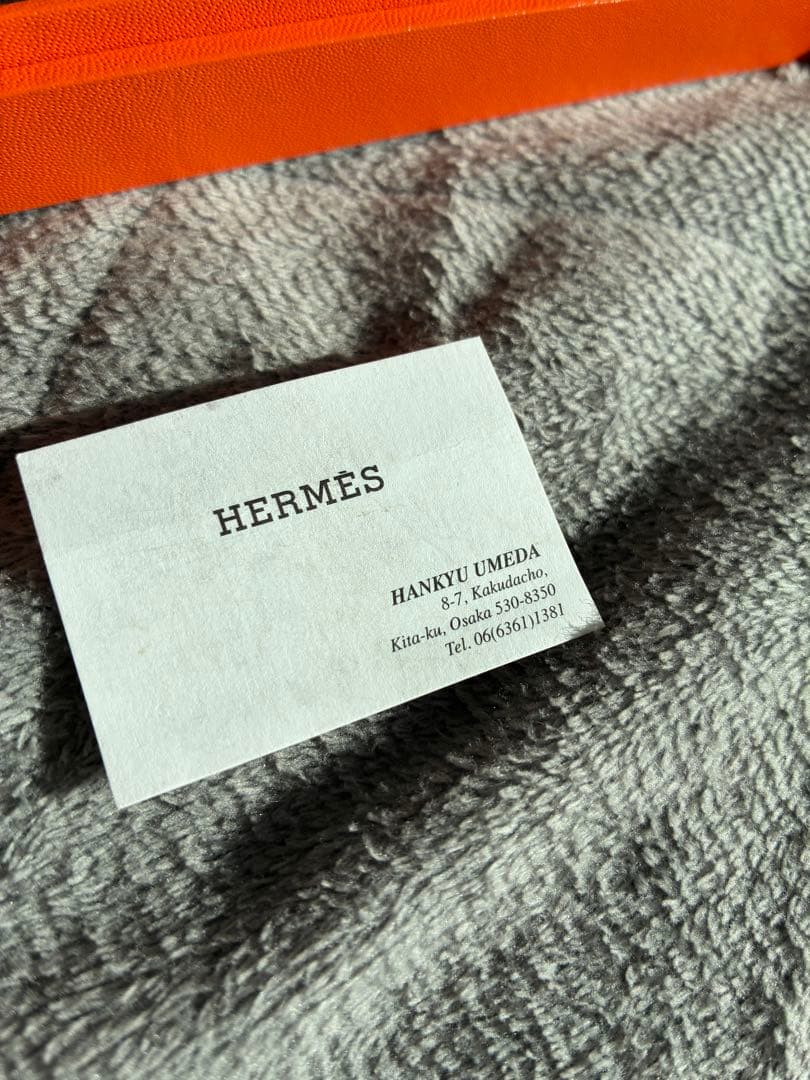 HERMÈS
HANKYU UMEDA
8-7, Kakudacho,
Kita-ku, Osaka 530-8350
Tel. 06(6361)1381